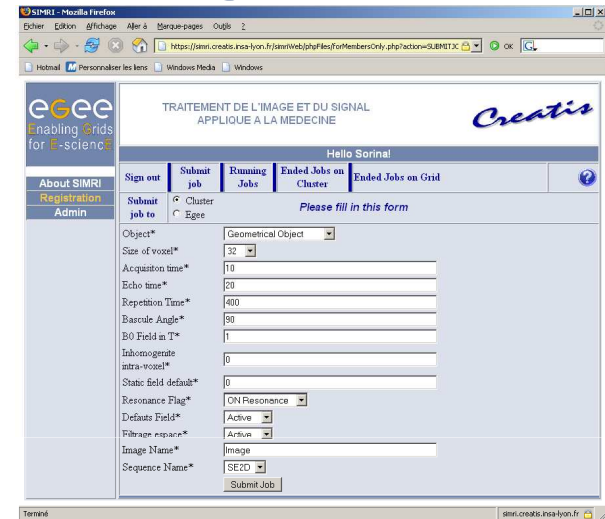 SIMRI - Mozilla Firefox
Fichier Edition Affichage Aller à Marque-pages Outils ?
https://simri.creatis.insa-lyon.fr/simriWeb/phpFiles/forMembersOnly.php?action=SUBMITJC OK G
Hotmail Personnaliser les liens Windows Media Windows
egee
Enabling Grids
for E-sciencE
TRAITEMENT DE L'IMAGE ET DU SIGNAL
APPLIQUE A LA MEDECINE
Creatis
Hello Sorina!
About SIMRI
Registration
Admin
Sign out Submit job Running Jobs Ended Jobs on Cluster Ended Jobs on Grid ?
Submit job to Cluster Egee Please fill in this form
Object* Geometrical Object
Size of voxel* 32
Acquisiton time* 10
Echo time* 20
Repetition Time* 400
Bascule Angle* 90
B0 Field in T* 1
Inhomogenite
intra-voxel* 0
Static field default* 0
Resonance Flag* ON Resonance
Defauts Field* Active
Filtrage espace* Active
Image Name* Image
Sequence Name* SE2D
Submit Job
Terminé simri.creatis.insa-lyon.fr